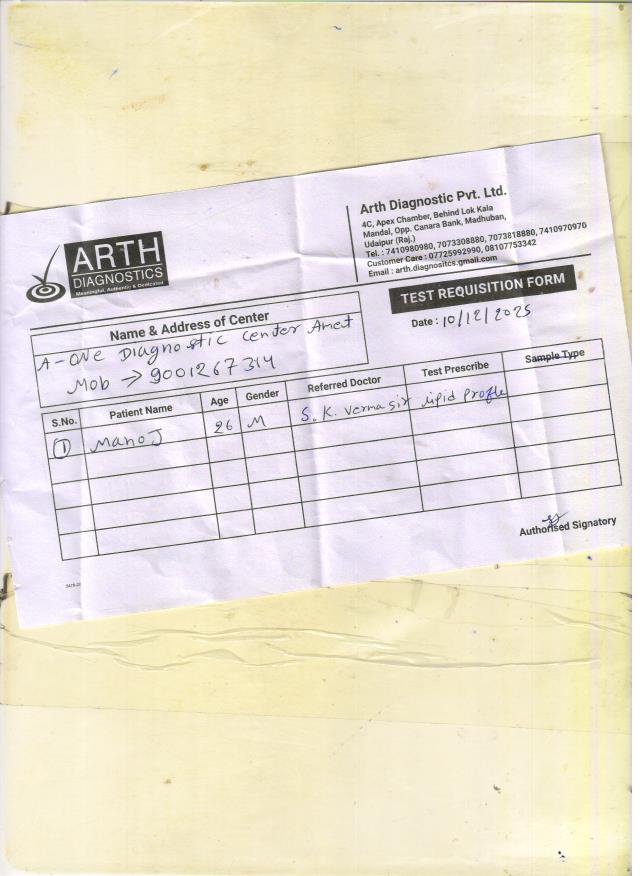 ARTH
DIAGNOSTICS
Meaningful, Authentic & Dedicated
Arth Diagnostic Pvt. Ltd.
4C, Apex Chamber, Behind Lok Kala
Mandal, Opp. Canara Bank, Madhuban,
Udaipur (Raj.)
Tel. : 7410980980, 7073308880, 7073818880, 7410970970
Customer Care : 07725992990, 08107753342
Email : arth.diagnositcs.gmail.com
TEST REQUISITION FORM
Date : 10/12/2025
Name & Address of Center
A-one Diagnostic center Amet
Mob → 9001267314
S.No. Patient Name Age Gender Referred Doctor Test Prescribe Sample Type
1 Manoj 26 M S. K. Verma sir lipid profile
Authorised Signatory